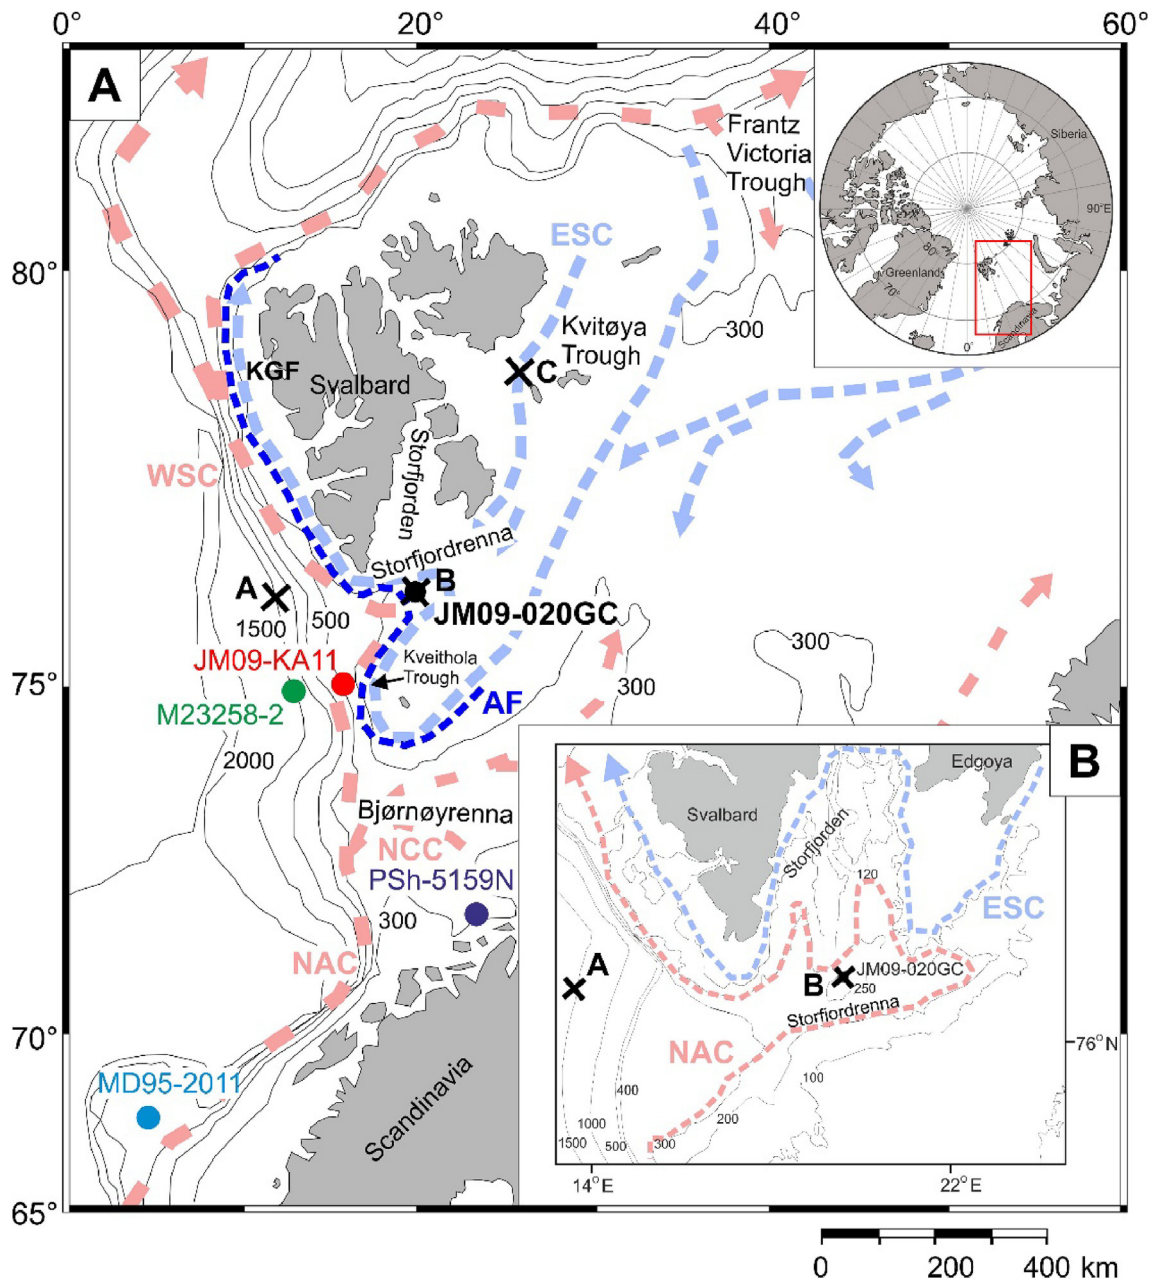 0°
20°
40°
60°
A
Frantz
Victoria
Trough
Siberia
90°E
80°
Greenland
70°
Scandinavia
0°
ESC
80°
Kvitøya
Trough
300
KGF
Svalbard
C
Storfjorden
WSC
Storfjordrenna
A
B
1500
500
JM09-020GC
300
JM09-KA11
Kveithola
Trough
75°
300
M23258-2
AF
2000
Bjørnøyrenna
NCC
PSh-5159N
300
NAC
70°
MD95-2011
Scandinavia
65°
B
Edgoya
Svalbard
Storfjorden
120
ESC
A
JM09-020GC
B
250
Storfjordrenna
NAC
76°N
100
400
200
1000
1500
500
300
14°E
22°E
0
200
400 km